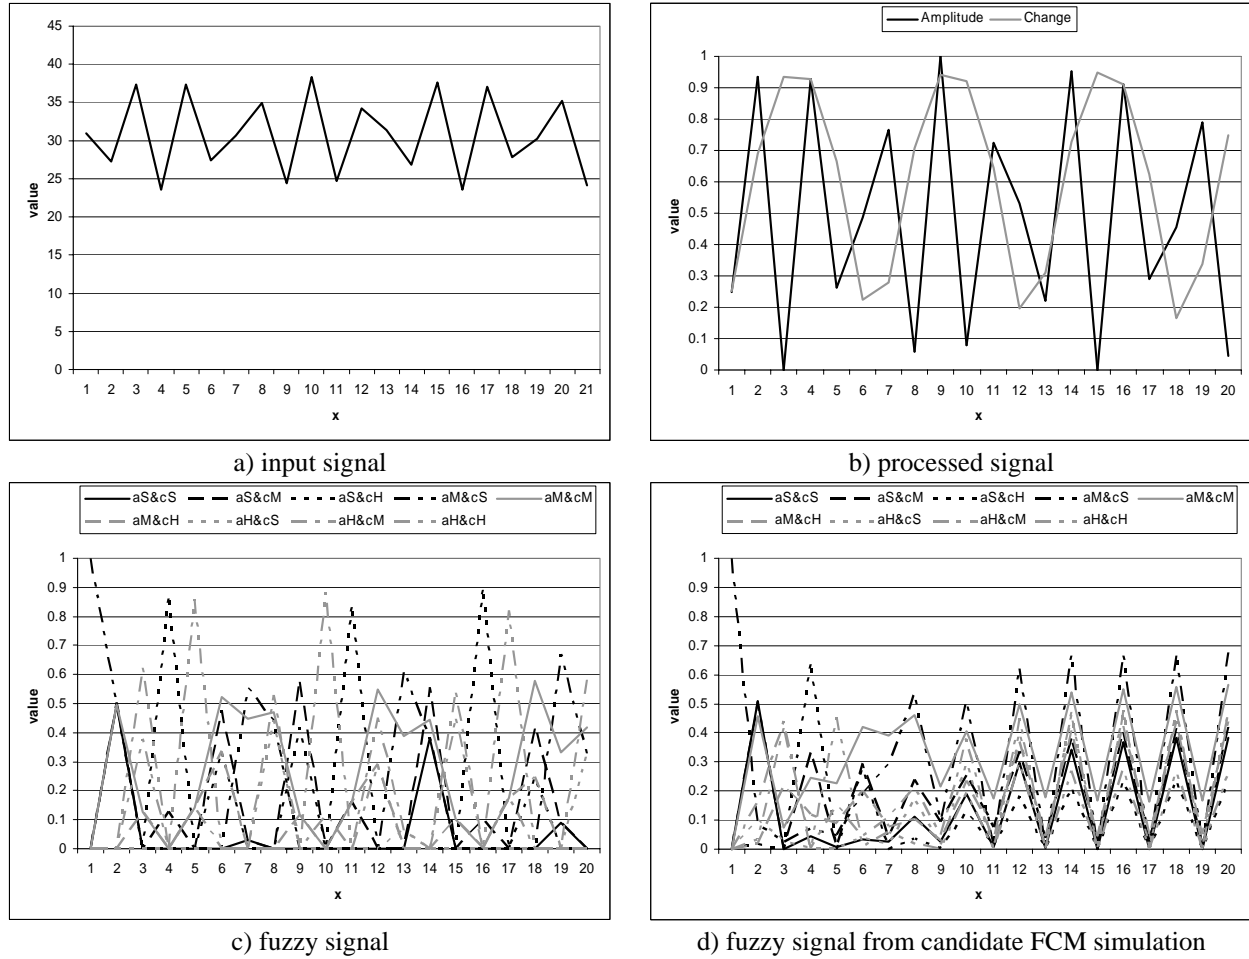 45
40
35
30
25
20
15
10
5
0
value
1 2 3 4 5 6 7 8 9 10 11 12 13 14 15 16 17 18 19 20 21
x
a) input signal
Amplitude Change
1
0.9
0.8
0.7
0.6
0.5
0.4
0.3
0.2
0.1
0
value
1 2 3 4 5 6 7 8 9 10 11 12 13 14 15 16 17 18 19 20
x
b) processed signal
aS&cS aS&cM aS&cH aM&cS aM&cM
aM&cH aH&cS aH&cM aH&cH
1
0.9
0.8
0.7
0.6
0.5
0.4
0.3
0.2
0.1
0
value
1 2 3 4 5 6 7 8 9 10 11 12 13 14 15 16 17 18 19 20
x
c) fuzzy signal
aS&cS aS&cM aS&cH aM&cS aM&cM
aM&cH aH&cS aH&cM aH&cH
1
0.9
0.8
0.7
0.6
0.5
0.4
0.3
0.2
0.1
0
value
1 2 3 4 5 6 7 8 9 10 11 12 13 14 15 16 17 18 19 20
x
d) fuzzy signal from candidate FCM simulation